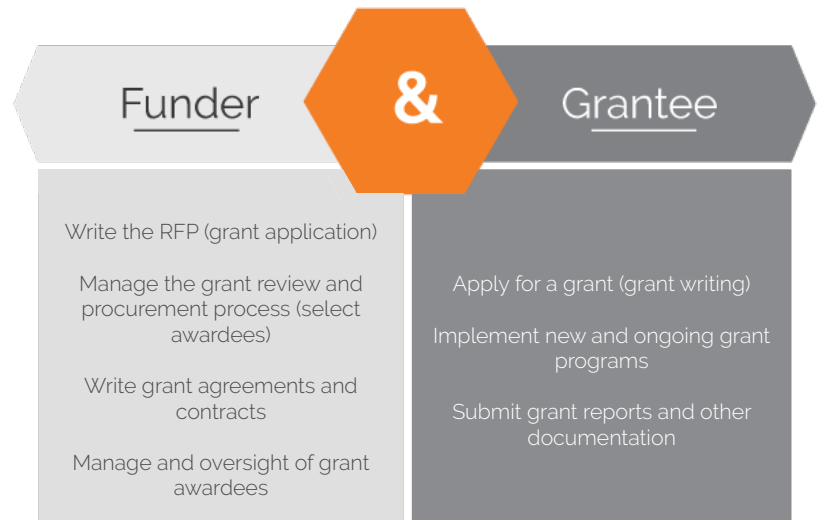 Funder
&
Grantee
Write the RFP (grant application)
Manage the grant review and
procurement process (select
awardees)
Write grant agreements and
contracts
Manage and oversight of grant
awardees
Apply for a grant (grant writing)
Implement new and ongoing grant
programs
Submit grant reports and other
documentation